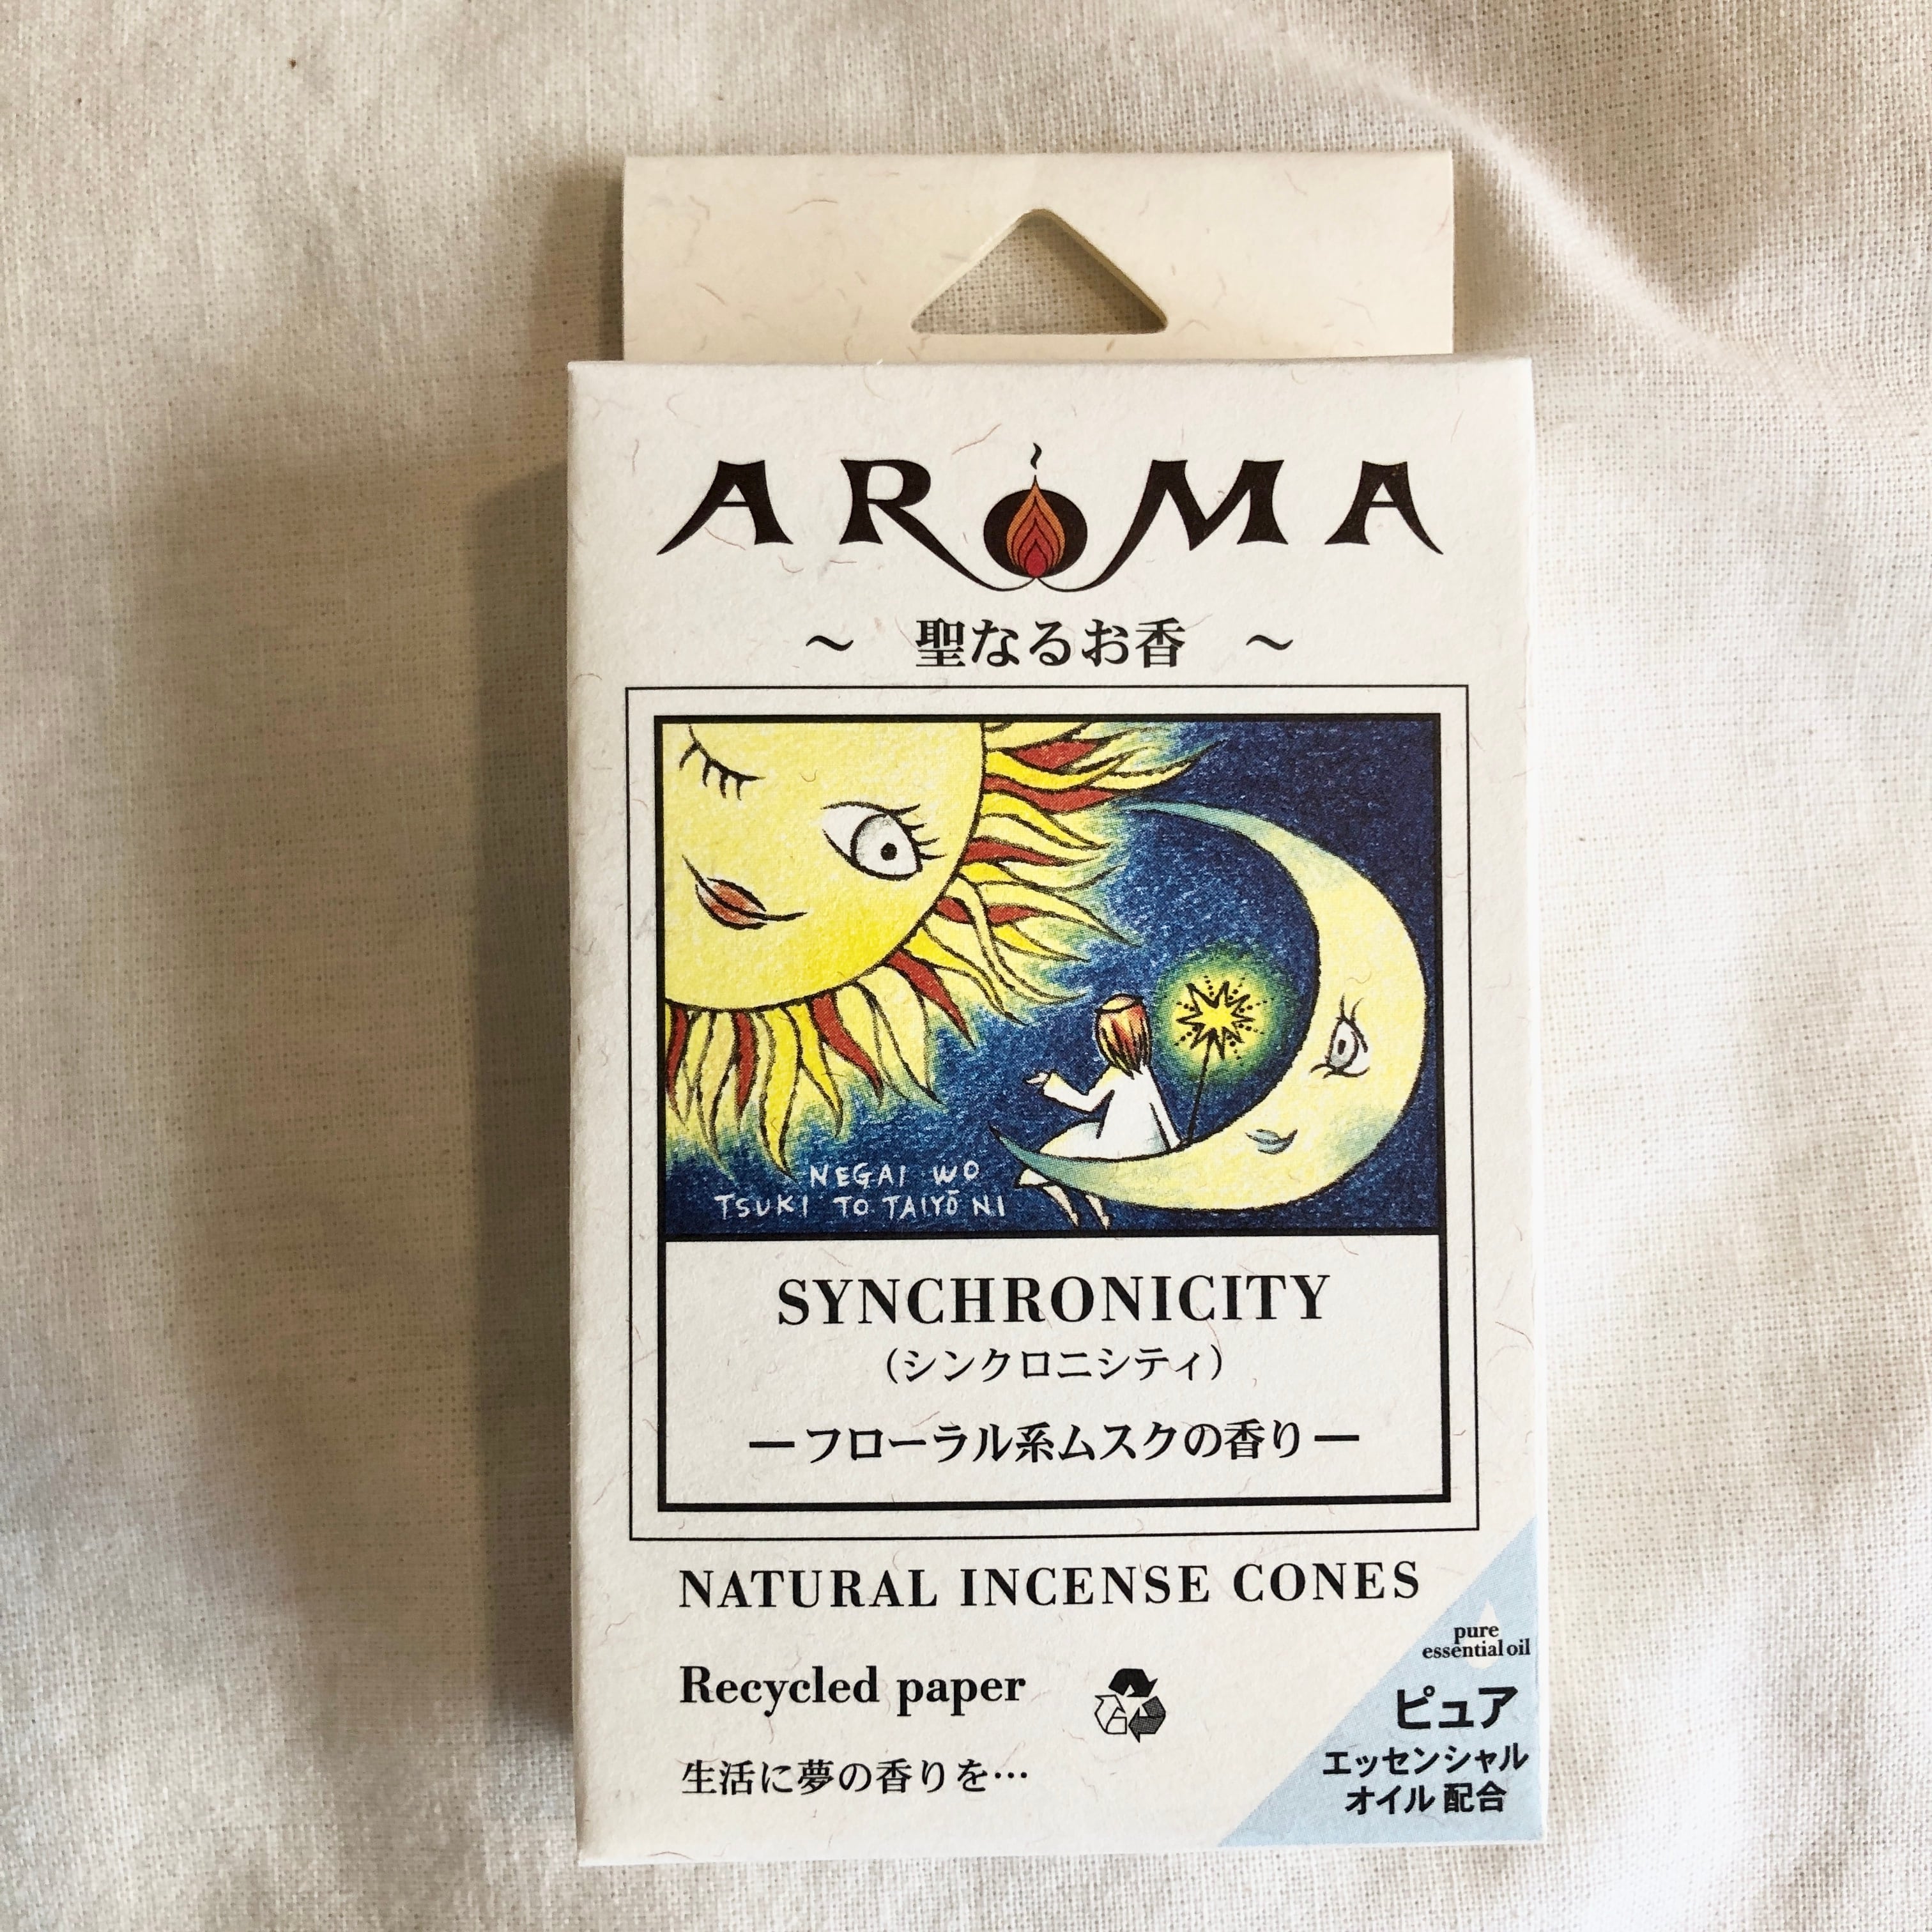 AROMA
〜 聖なるお香 〜
NEGAI WO
TSUKI TO TAIYŌ NI
SYNCHRONICITY
(シンクロニシティ)
ーフローラル系ムスクの香りー
NATURAL INCENSE CONES
Recycled paper
生活に夢の香りを…
pure
essential oil
ピュア
エッセンシャル
オイル 配合